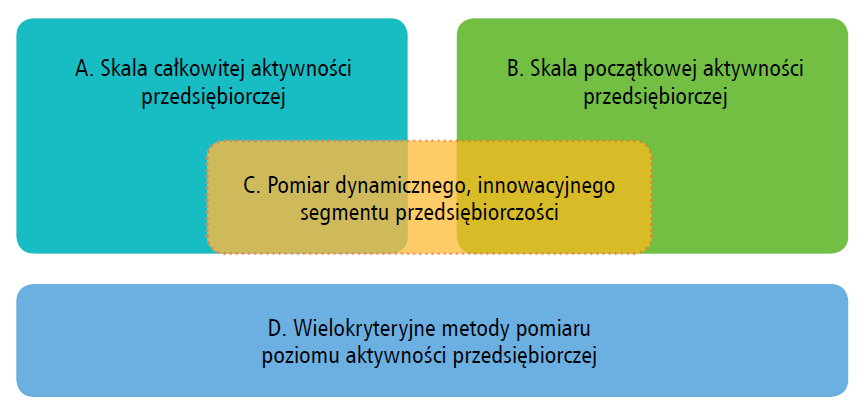 A. Skala całkowitej aktywności
przedsiębiorczej
B. Skala początkowej aktywności
przedsiębiorczej
C. Pomiar dynamicznego, innowacyjnego
segmentu przedsiębiorczości
D. Wielokryteryjne metody pomiaru
poziomu aktywności przedsiębiorczej